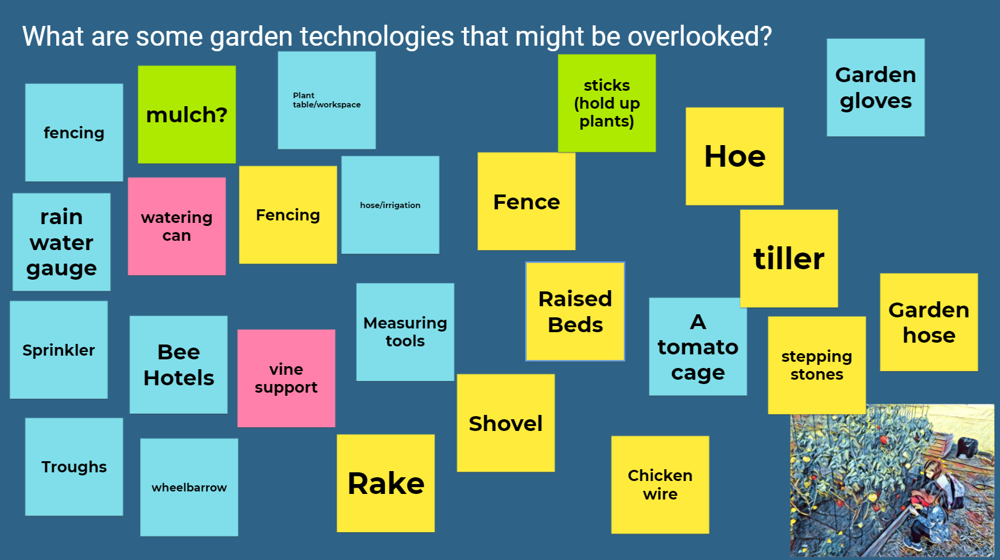 What are some garden technologies that might be overlooked?
fencing
mulch?
Plant
table/workspace
sticks
(hold up
plants)
Garden
gloves
rain
water
gauge
watering
can
Fencing
hose/irrigation
Fence
Hoe
tiller
Sprinkler
Bee
Hotels
vine
support
Measuring
tools
Raised
Beds
A
tomato
cage
stepping
stones
Garden
hose
Troughs
wheelbarrow
Rake
Shovel
Chicken
wire